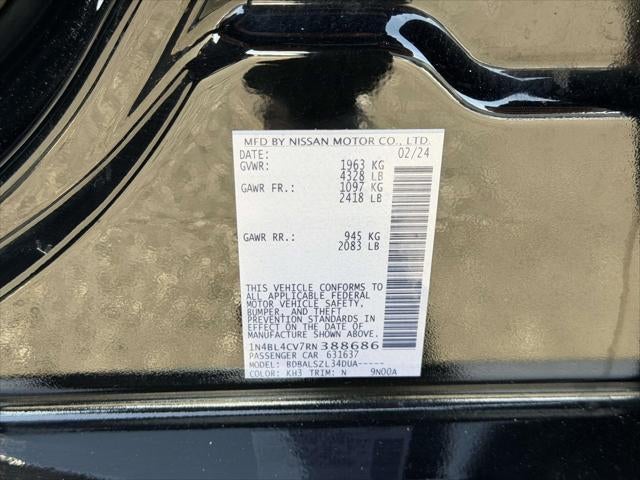 MFD BY NISSAN MOTOR CO., LTD.
DATE: 02/24
GVWR: 1963 KG
4328 LB
GAWR FR.: 1097 KG
2418 LB
GAWR RR.: 945 KG
2083 LB
THIS VEHICLE CONFORMS TO
ALL APPLICABLE FEDERAL
MOTOR VEHICLE SAFETY,
BUMPER, AND THEFT
PREVENTION STANDARDS IN
EFFECT ON THE DATE OF
MANUFACTURE SHOWN ABOVE.
1N4BL4CV7RN388686
PASSENGER CAR 631637
MODEL: BDBALSZL34DUA-----
COLOR: KH3 TRIM: N 9N00A